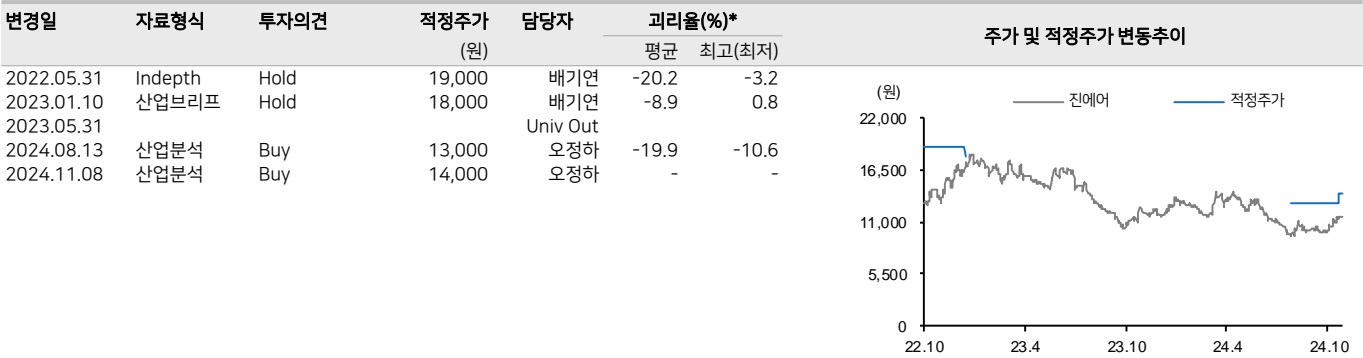 변경일 자료형식 투자의견 적정주가 담당자 괴리율(%)*
(원) 평균 최고(최저)
2022.05.31 Indepth Hold 19,000 배기연 -20.2 -3.2
2023.01.10 산업브리프 Hold 18,000 배기연 -8.9 0.8
2023.05.31 Univ Out
2024.08.13 산업분석 Buy 13,000 오정하 -19.9 -10.6
2024.11.08 산업분석 Buy 14,000 오정하 - -
주가 및 적정주가 변동추이
(원) 진에어 적정주가
22,000
16,500
11,000
5,500
0
22.10 23.4 23.10 24.4 24.10